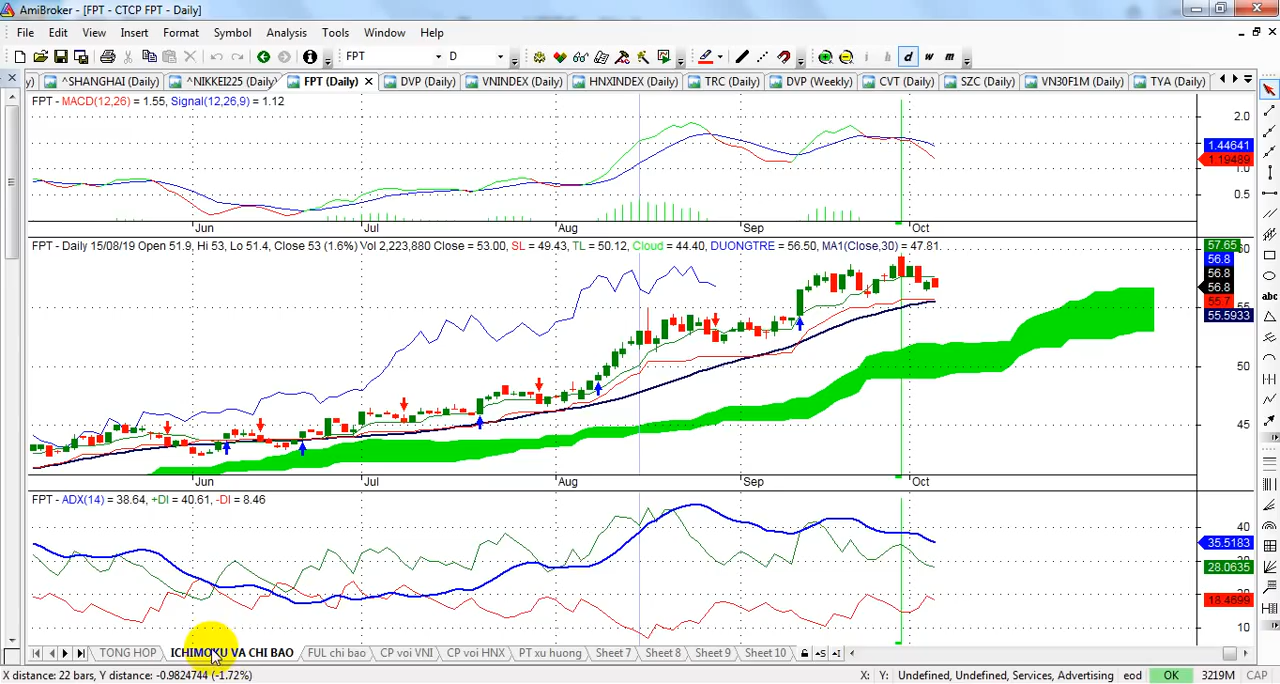 AmiBroker - [FPT - CTCP FPT - Daily]
File Edit View Insert Format Symbol Analysis Tools Window Help
FPT D i h d w m
y) ^SHANGHAI (Daily) ^NIKKEI225 (Daily) FPT (Daily) DVP (Daily) VNINDEX (Daily) HNXINDEX (Daily) TRC (Daily) DVP (Weekly) CVT (Daily) SZC (Daily) VN30F1M (Daily) TYA (Daily)
FPT - MACD(12,26) = 1.55, Signal(12,26,9) = 1.12
2.0
1.44641
1.19489
1.0
0.5
Jun Jul Aug Sep Oct
FPT - Daily 15/08/19 Open 51.9, Hi 53, Lo 51.4, Close 53 (1.6%) Vol 2,223,880 Close = 53.00, SL = 49.43, TL = 50.12, Cloud = 44.40, DUONGTRE = 56.50, MA1(Close,30) = 47.81.
57.65
56.8
56.8
56.8
55.7
55.5933
50
45
Jun Jul Aug Sep Oct
FPT - ADX(14) = 38.64, +DI = 40.61, -DI = 8.46
40
35.5183
28.0635
18.4699
10
TONG HOP ICHIMOKU VA CHI BAO FUL chi bao CP voi VNI CP voi HNX PT xu huong Sheet 7 Sheet 8 Sheet 9 Sheet 10
X distance: 22 bars, Y distance: -0.9824744 (-1.72%) X: Y: Undefined, Undefined, Services, Advertising eod OK 3219M CAP
abc